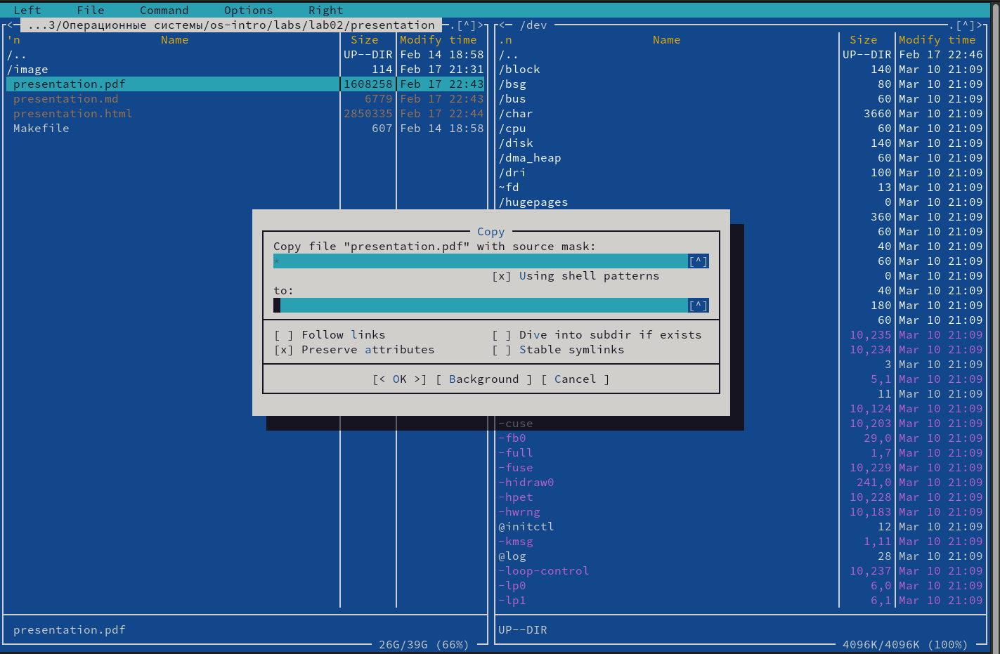 Left File Command Options Right
<- ...3/Операционные системы/os-intro/labs/lab02/presentation -.[^]>
'n Name Size Modify time
/.. UP--DIR Feb 14 18:58
/image 114 Feb 17 21:31
presentation.pdf 1608258 Feb 17 22:43
presentation.md 6779 Feb 17 22:43
presentation.html 2850335 Feb 17 22:44
Makefile 607 Feb 14 18:58
presentation.pdf
26G/39G (66%)
<- /dev .[^]>
.n Name Size Modify time
/.. UP--DIR Feb 17 22:46
/block 140 Mar 10 21:09
/bsg 80 Mar 10 21:09
/bus 60 Mar 10 21:09
/char 3660 Mar 10 21:09
/cpu 60 Mar 10 21:09
/disk 140 Mar 10 21:09
/dma_heap 60 Mar 10 21:09
/dri 100 Mar 10 21:09
~fd 13 Mar 10 21:09
/hugepages 0 Mar 10 21:09
360 Mar 10 21:09
60 Mar 10 21:09
40 Mar 10 21:09
60 Mar 10 21:09
0 Mar 10 21:09
40 Mar 10 21:09
180 Mar 10 21:09
60 Mar 10 21:09
10,235 Mar 10 21:09
10,234 Mar 10 21:09
3 Mar 10 21:09
5,1 Mar 10 21:09
11 Mar 10 21:09
10,124 Mar 10 21:09
-cuse 10,203 Mar 10 21:09
-fb0 29,0 Mar 10 21:09
-full 1,7 Mar 10 21:09
-fuse 10,229 Mar 10 21:09
-hidraw0 241,0 Mar 10 21:09
-hpet 10,228 Mar 10 21:09
-hwrng 10,183 Mar 10 21:09
@initctl 12 Mar 10 21:09
-kmsg 1,11 Mar 10 21:09
@log 28 Mar 10 21:09
-loop-control 10,237 Mar 10 21:09
-lp0 6,0 Mar 10 21:09
-lp1 6,1 Mar 10 21:09
UP--DIR
4096K/4096K (100%)
Copy
Copy file "presentation.pdf" with source mask:
* [^]
[x] Using shell patterns
to:
[^]
[ ] Follow links [ ] Dive into subdir if exists
[x] Preserve attributes [ ] Stable symlinks
[< OK >] [ Background ] [ Cancel ]